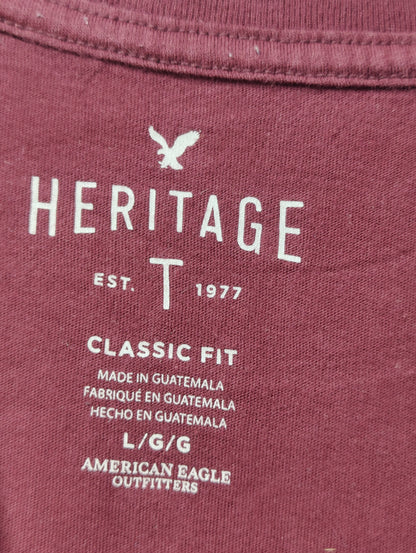 HERITAGE
EST. T 1977
CLASSIC FIT
MADE IN GUATEMALA
FABRIQUÉ EN GUATEMALA
HECHO EN GUATEMALA
L/G/G
AMERICAN EAGLE
OUTFITTERS